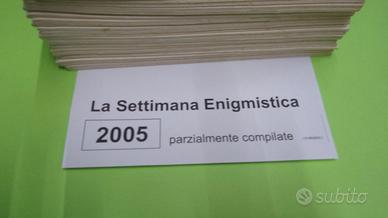 La Settimana Enigmistica
2005 parzialmente compilate
subito